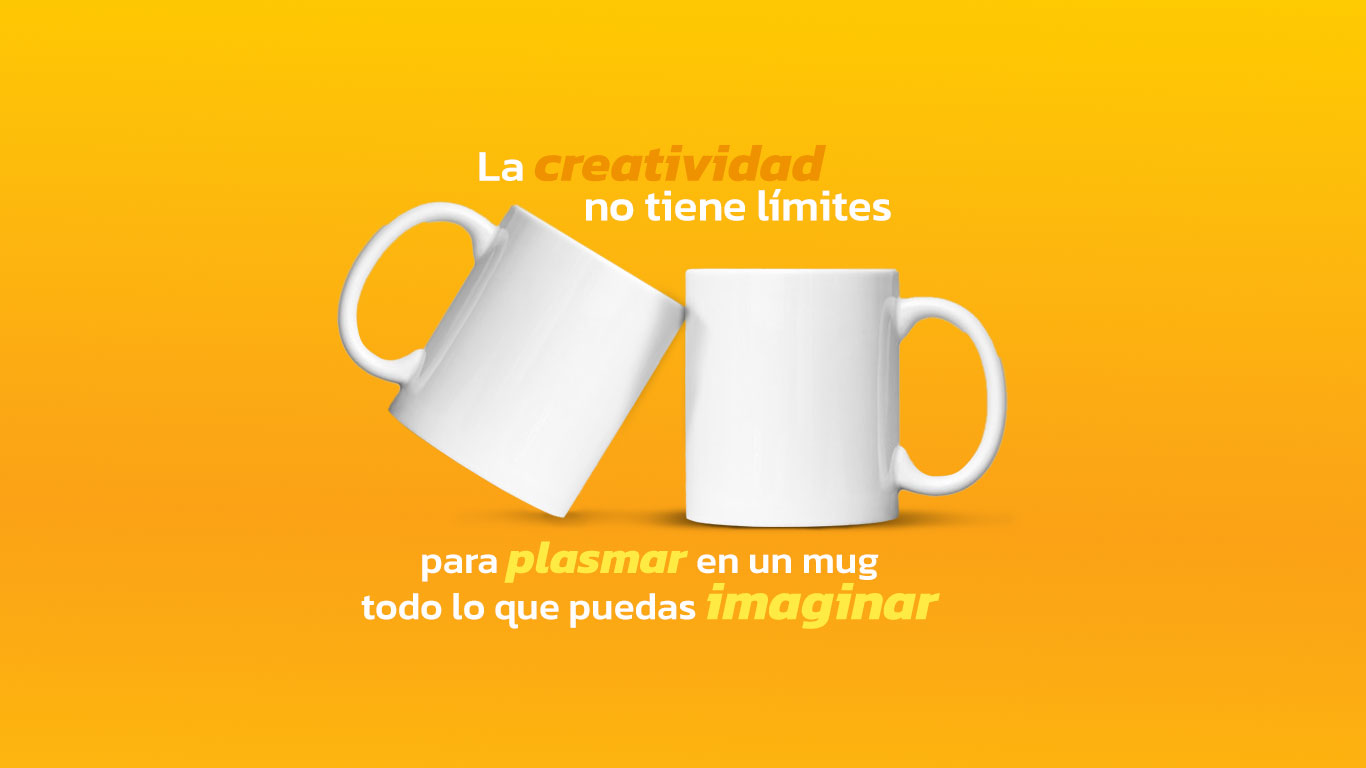 La creatividad
no tiene límites
para plasmar en un mug
todo lo que puedas imaginar